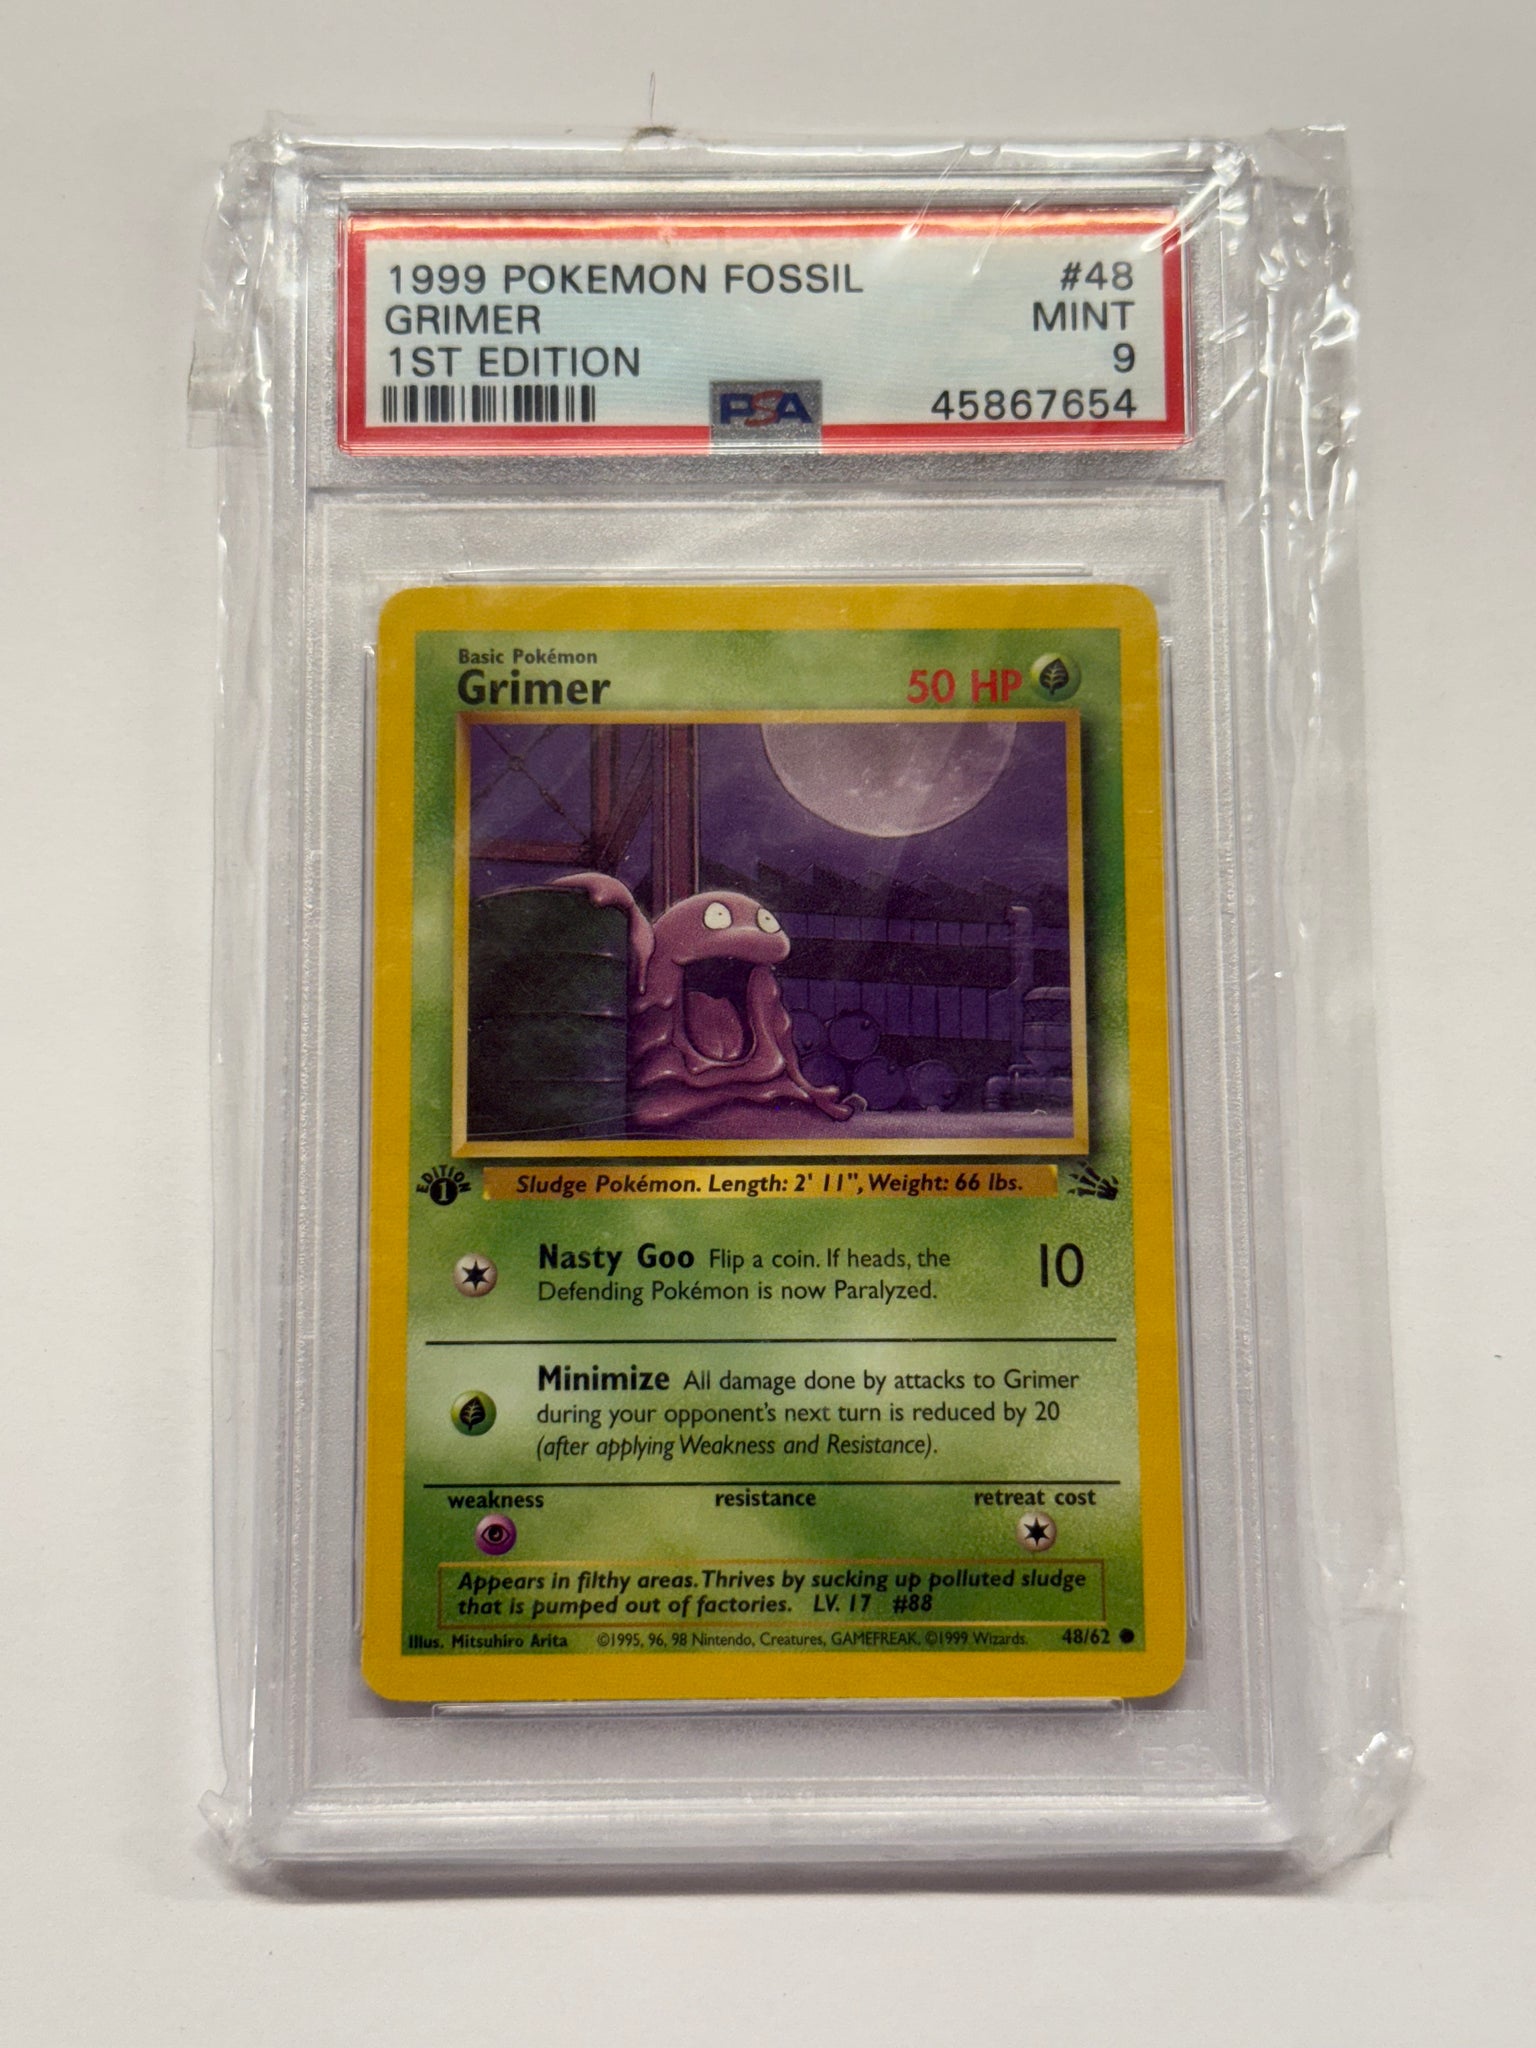 1999 POKEMON FOSSIL #48
GRIMER MINT
1ST EDITION 9
PSA 45867654
Basic Pokémon
Grimer 50 HP
EDITION 1
Sludge Pokémon. Length: 2' 11", Weight: 66 lbs.
Nasty Goo Flip a coin. If heads, the 10
Defending Pokémon is now Paralyzed.
Minimize All damage done by attacks to Grimer
during your opponent's next turn is reduced by 20
(after applying Weakness and Resistance).
weakness resistance retreat cost
Appears in filthy areas. Thrives by sucking up polluted sludge
that is pumped out of factories. LV. 17 #88
Illus. Mitsuhiro Arita ©1995, 96, 98 Nintendo, Creatures, GAMEFREAK. ©1999 Wizards. 48/62